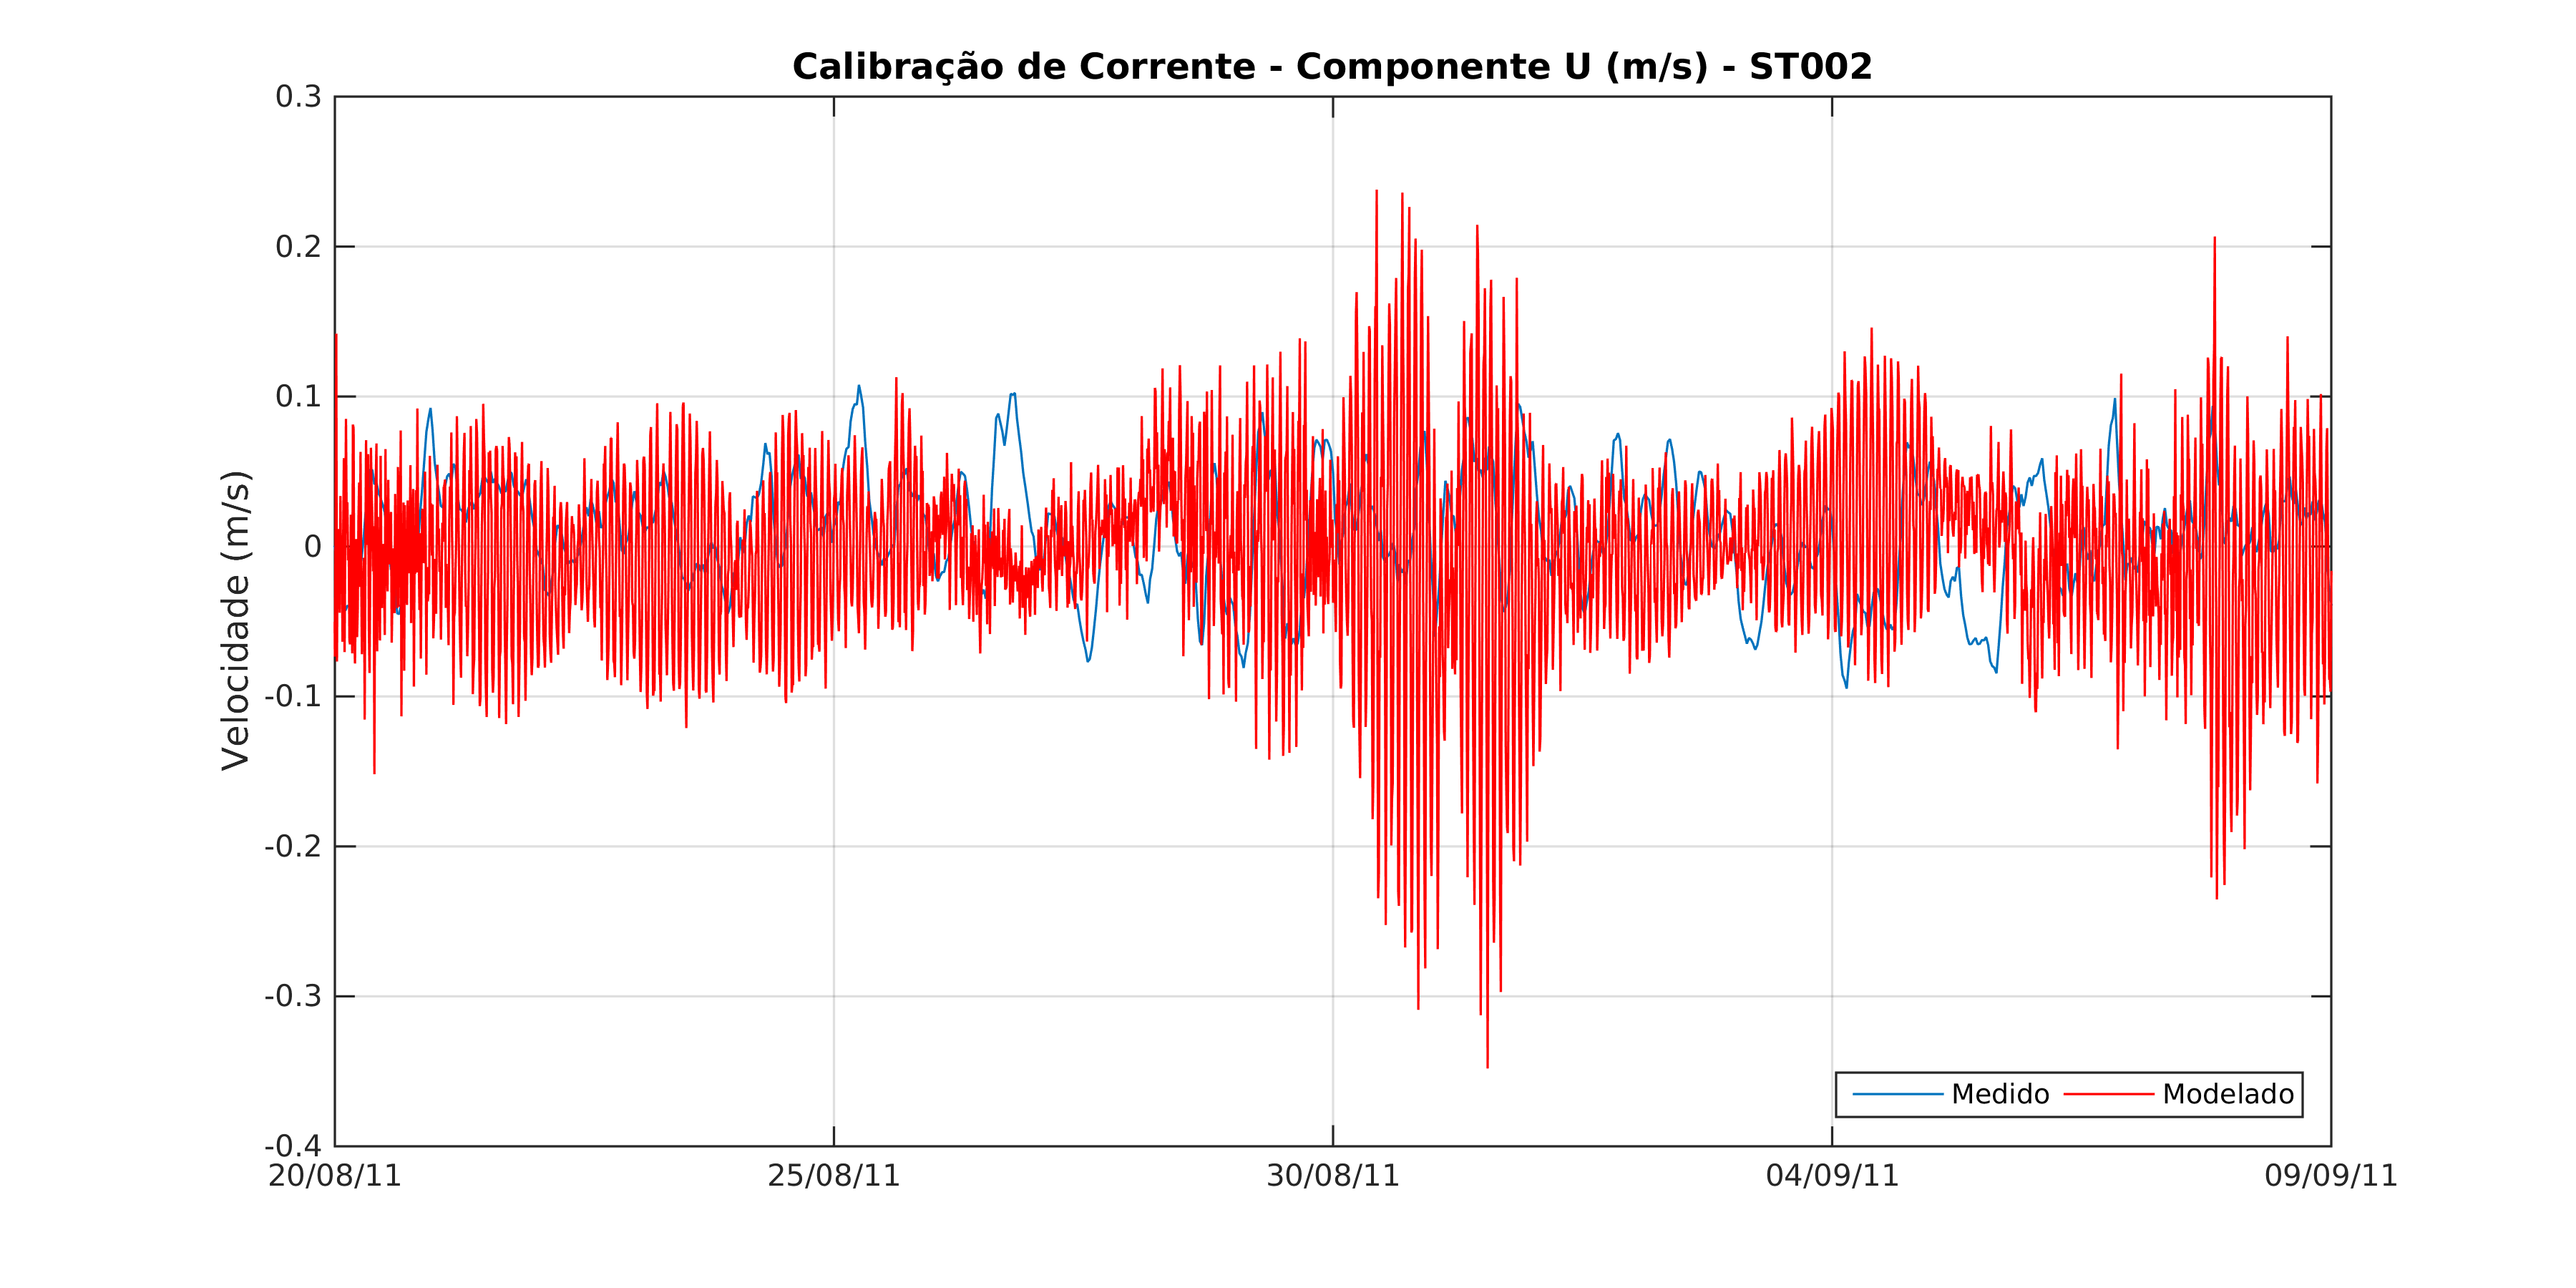 Calibração de Corrente - Componente U (m/s) - ST002
0.3
0.2
0.1
0
-0.1
-0.2
-0.3
-0.4
Velocidade (m/s)
Medido Modelado
20/08/11 25/08/11 30/08/11 04/09/11 09/09/11